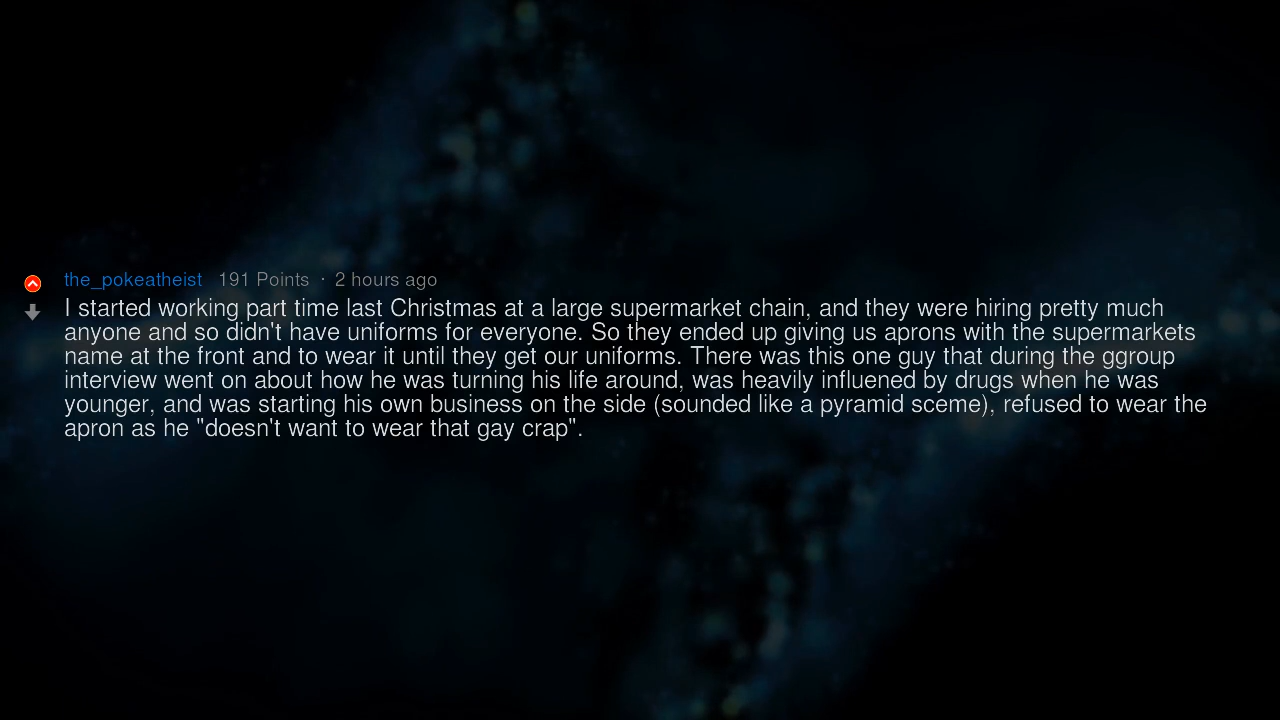 the_pokeatheist 191 Points · 2 hours ago
I started working part time last Christmas at a large supermarket chain, and they were hiring pretty much
anyone and so didn't have uniforms for everyone. So they ended up giving us aprons with the supermarkets
name at the front and to wear it until they get our uniforms. There was this one guy that during the ggroup
interview went on about how he was turning his life around, was heavily influened by drugs when he was
younger, and was starting his own business on the side (sounded like a pyramid sceme), refused to wear the
apron as he "doesn't want to wear that gay crap".